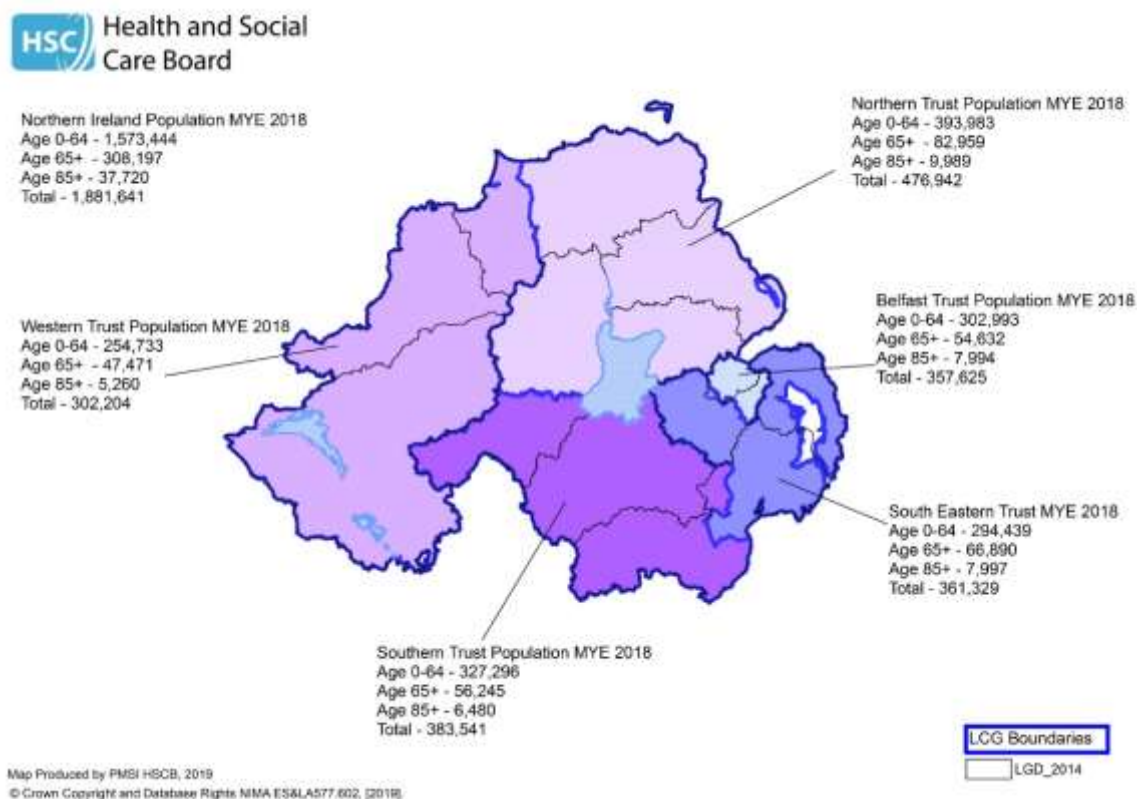 HSC
Health and Social
Care Board
Northern Ireland Population MYE 2018
Age 0-64 - 1,573,444
Age 65+ - 308,197
Age 85+ - 37,720
Total - 1,881,641
Northern Trust Population MYE 2018
Age 0-64 - 393,983
Age 65+ - 82,959
Age 85+ - 9,989
Total - 476,942
Western Trust Population MYE 2018
Age 0-64 - 254,733
Age 65+ - 47,471
Age 85+ - 5,260
Total - 302,204
Belfast Trust Population MYE 2018
Age 0-64 - 302,993
Age 65+ - 54,632
Age 85+ - 7,994
Total - 357,625
South Eastern Trust MYE 2018
Age 0-64 - 294,439
Age 65+ - 66,890
Age 85+ - 7,997
Total - 361,329
Southern Trust Population MYE 2018
Age 0-64 - 327,296
Age 65+ - 56,245
Age 85+ - 6,480
Total - 383,541
LCG Boundaries
LGD_2014
Map Produced by PMSI HSCB, 2019
© Crown Copyright and Database Rights NIMA ES&LA577.602, [2019].